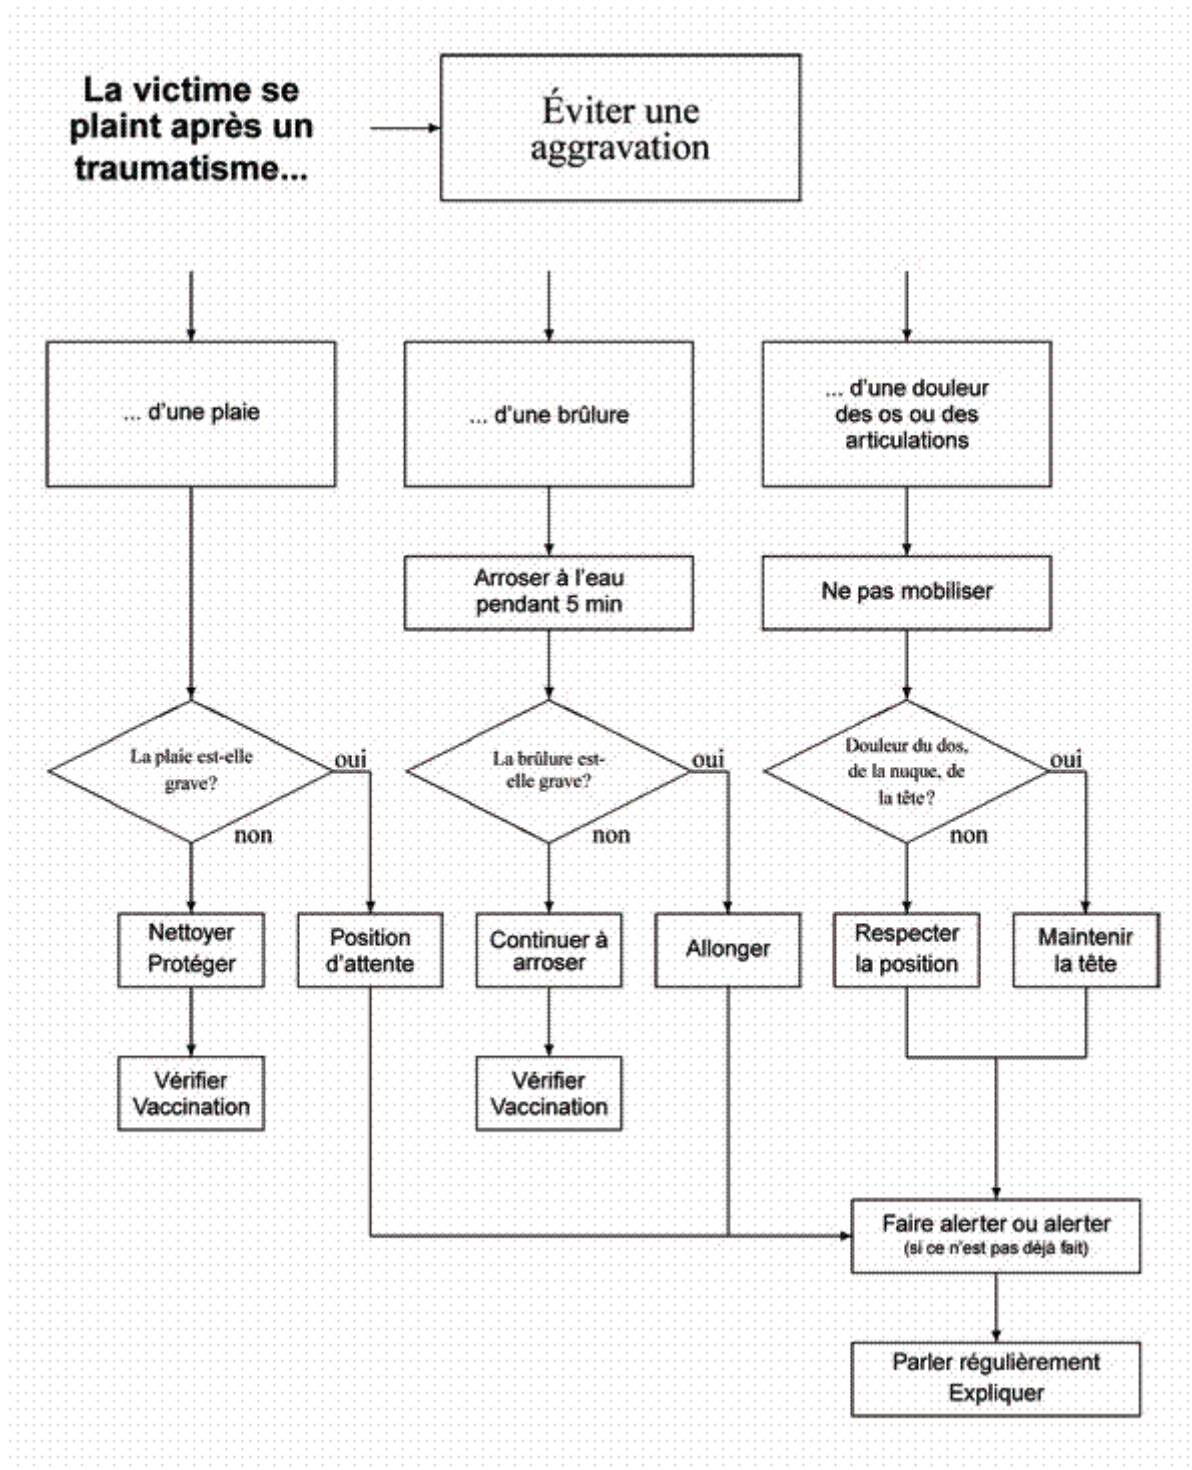 La victime se
plaint après un
traumatisme...
Éviter une
aggravation
... d'une plaie
... d'une brûlure
... d'une douleur
des os ou des
articulations
Arroser à l'eau
pendant 5 min
Ne pas mobiliser
La plaie est-elle
grave?
oui
non
La brûlure est-
elle grave?
oui
non
Douleur du dos,
de la nuque, de
la tête?
oui
non
Nettoyer
Protéger
Position
d'attente
Continuer à
arroser
Allonger
Respecter
la position
Maintenir
la tête
Vérifier
Vaccination
Vérifier
Vaccination
Faire alerter ou alerter
(si ce n'est pas déjà fait)
Parler régulièrement
Expliquer